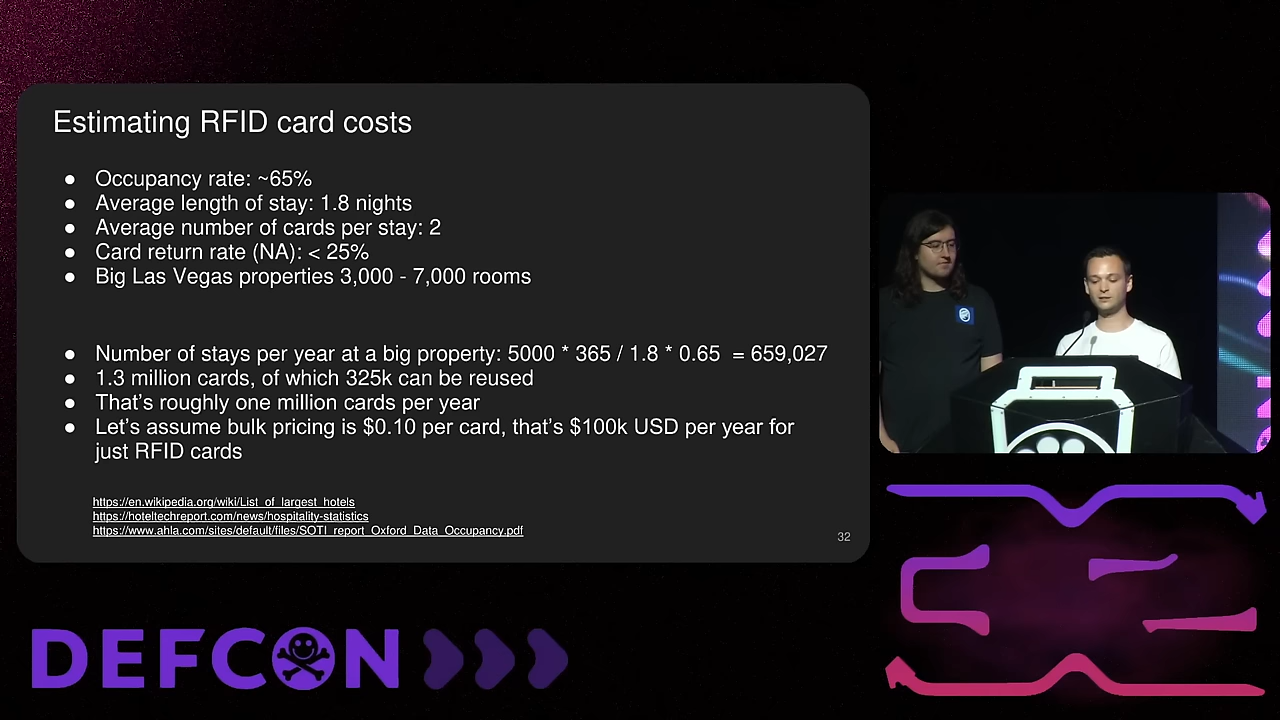 Estimating RFID card costs
● Occupancy rate: ~65%
● Average length of stay: 1.8 nights
● Average number of cards per stay: 2
● Card return rate (NA): < 25%
● Big Las Vegas properties 3,000 - 7,000 rooms
● Number of stays per year at a big property: 5000 * 365 / 1.8 * 0.65 = 659,027
● 1.3 million cards, of which 325k can be reused
● That's roughly one million cards per year
● Let's assume bulk pricing is $0.10 per card, that's $100k USD per year for
just RFID cards
https://en.wikipedia.org/wiki/List_of_largest_hotels
https://hoteltechreport.com/news/hospitality-statistics
https://www.ahla.com/sites/default/files/SOTI_report_Oxford_Data_Occupancy.pdf
32
DEFCON